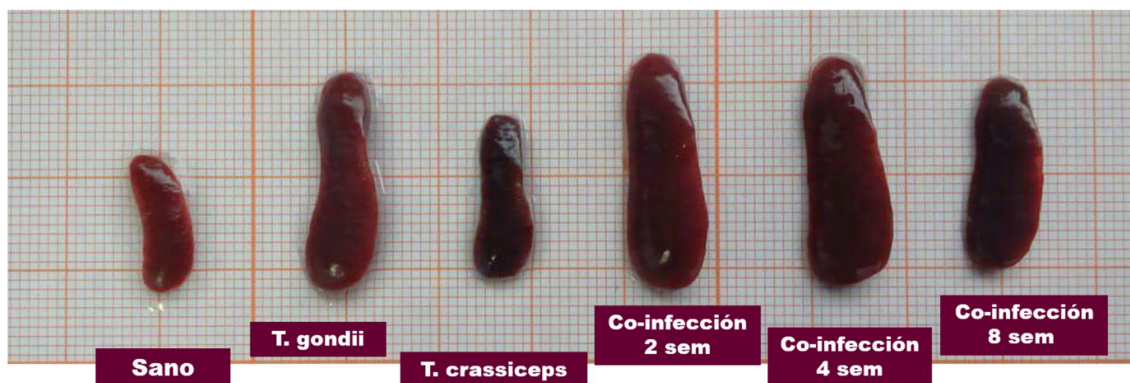 Sano
T. gondii
T. crassiceps
Co-infección
2 sem
Co-infección
4 sem
Co-infección
8 sem